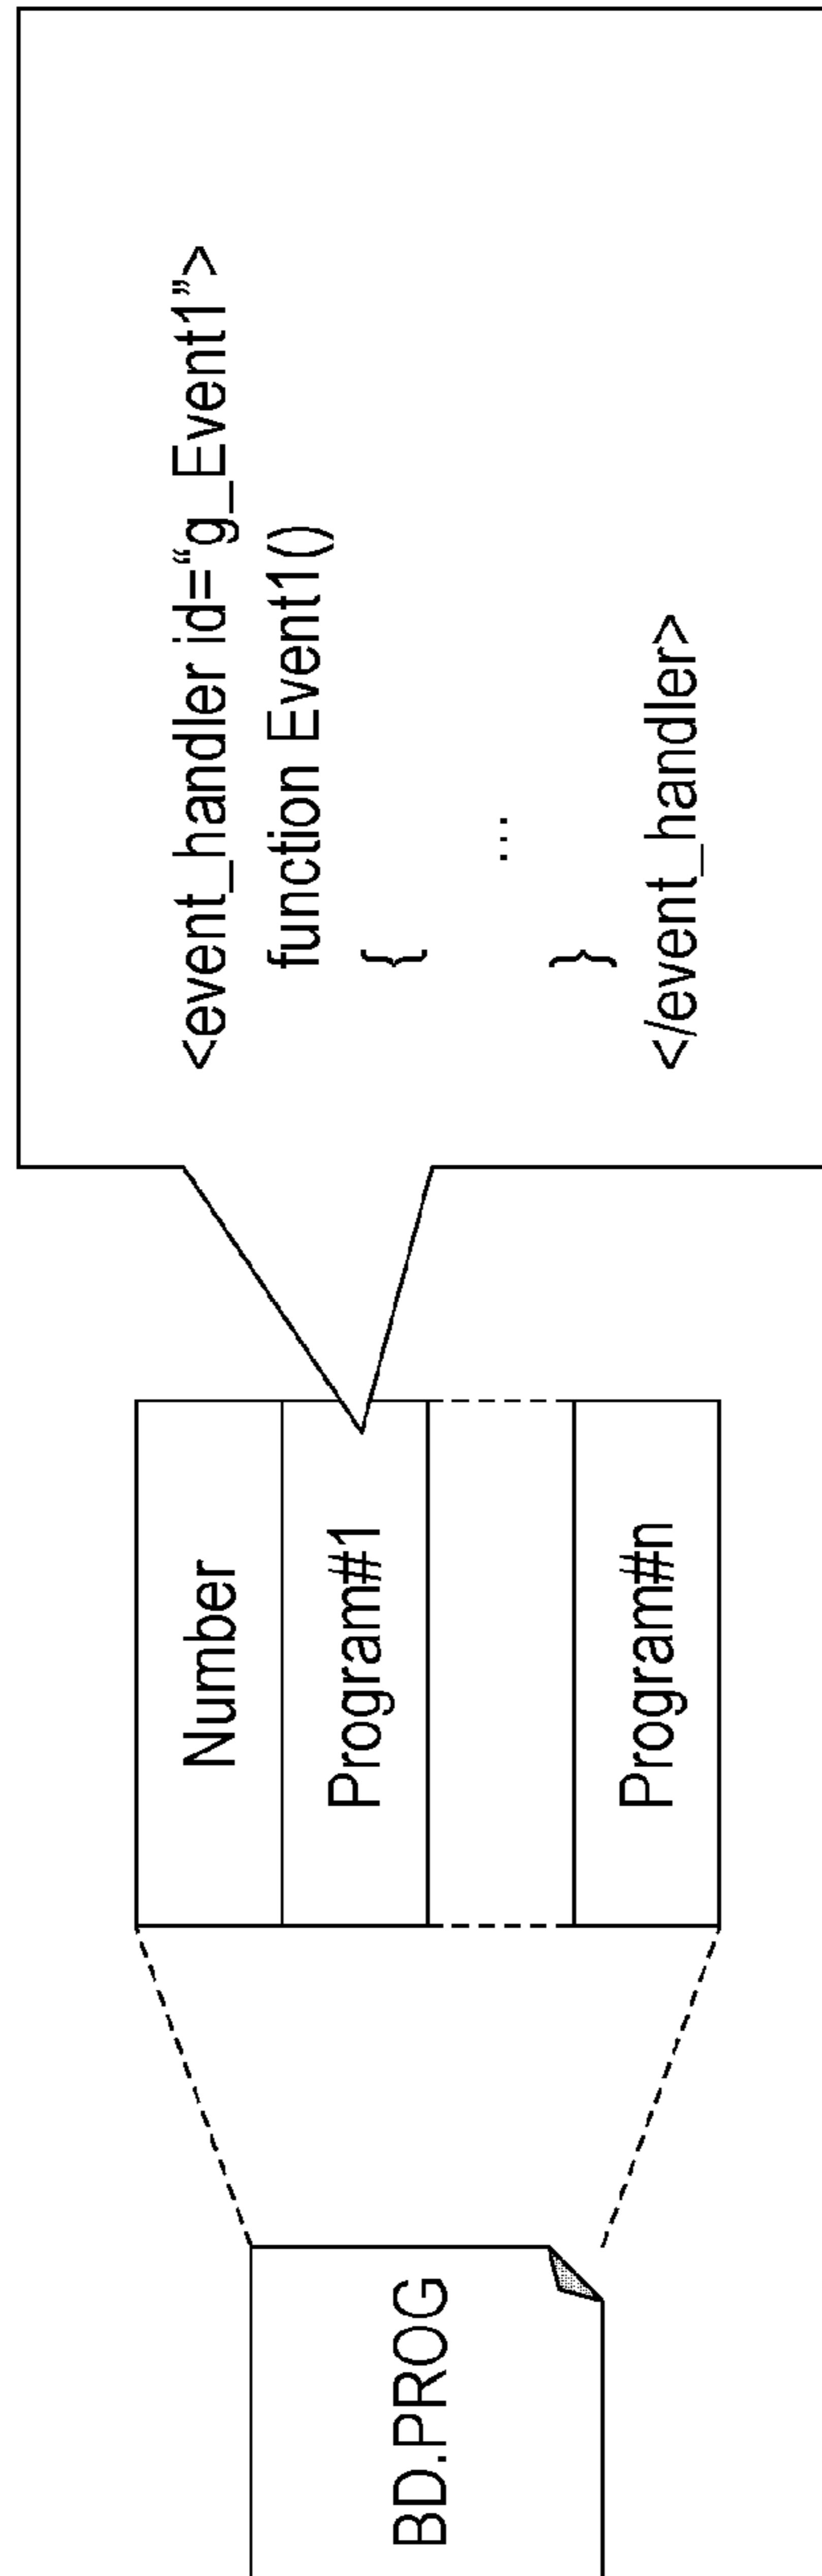 BD.PROG
Number
Program#1
Program#n
<event_handler id=“g_Event1”>
function Event1()
{
...
}
</event_handler>